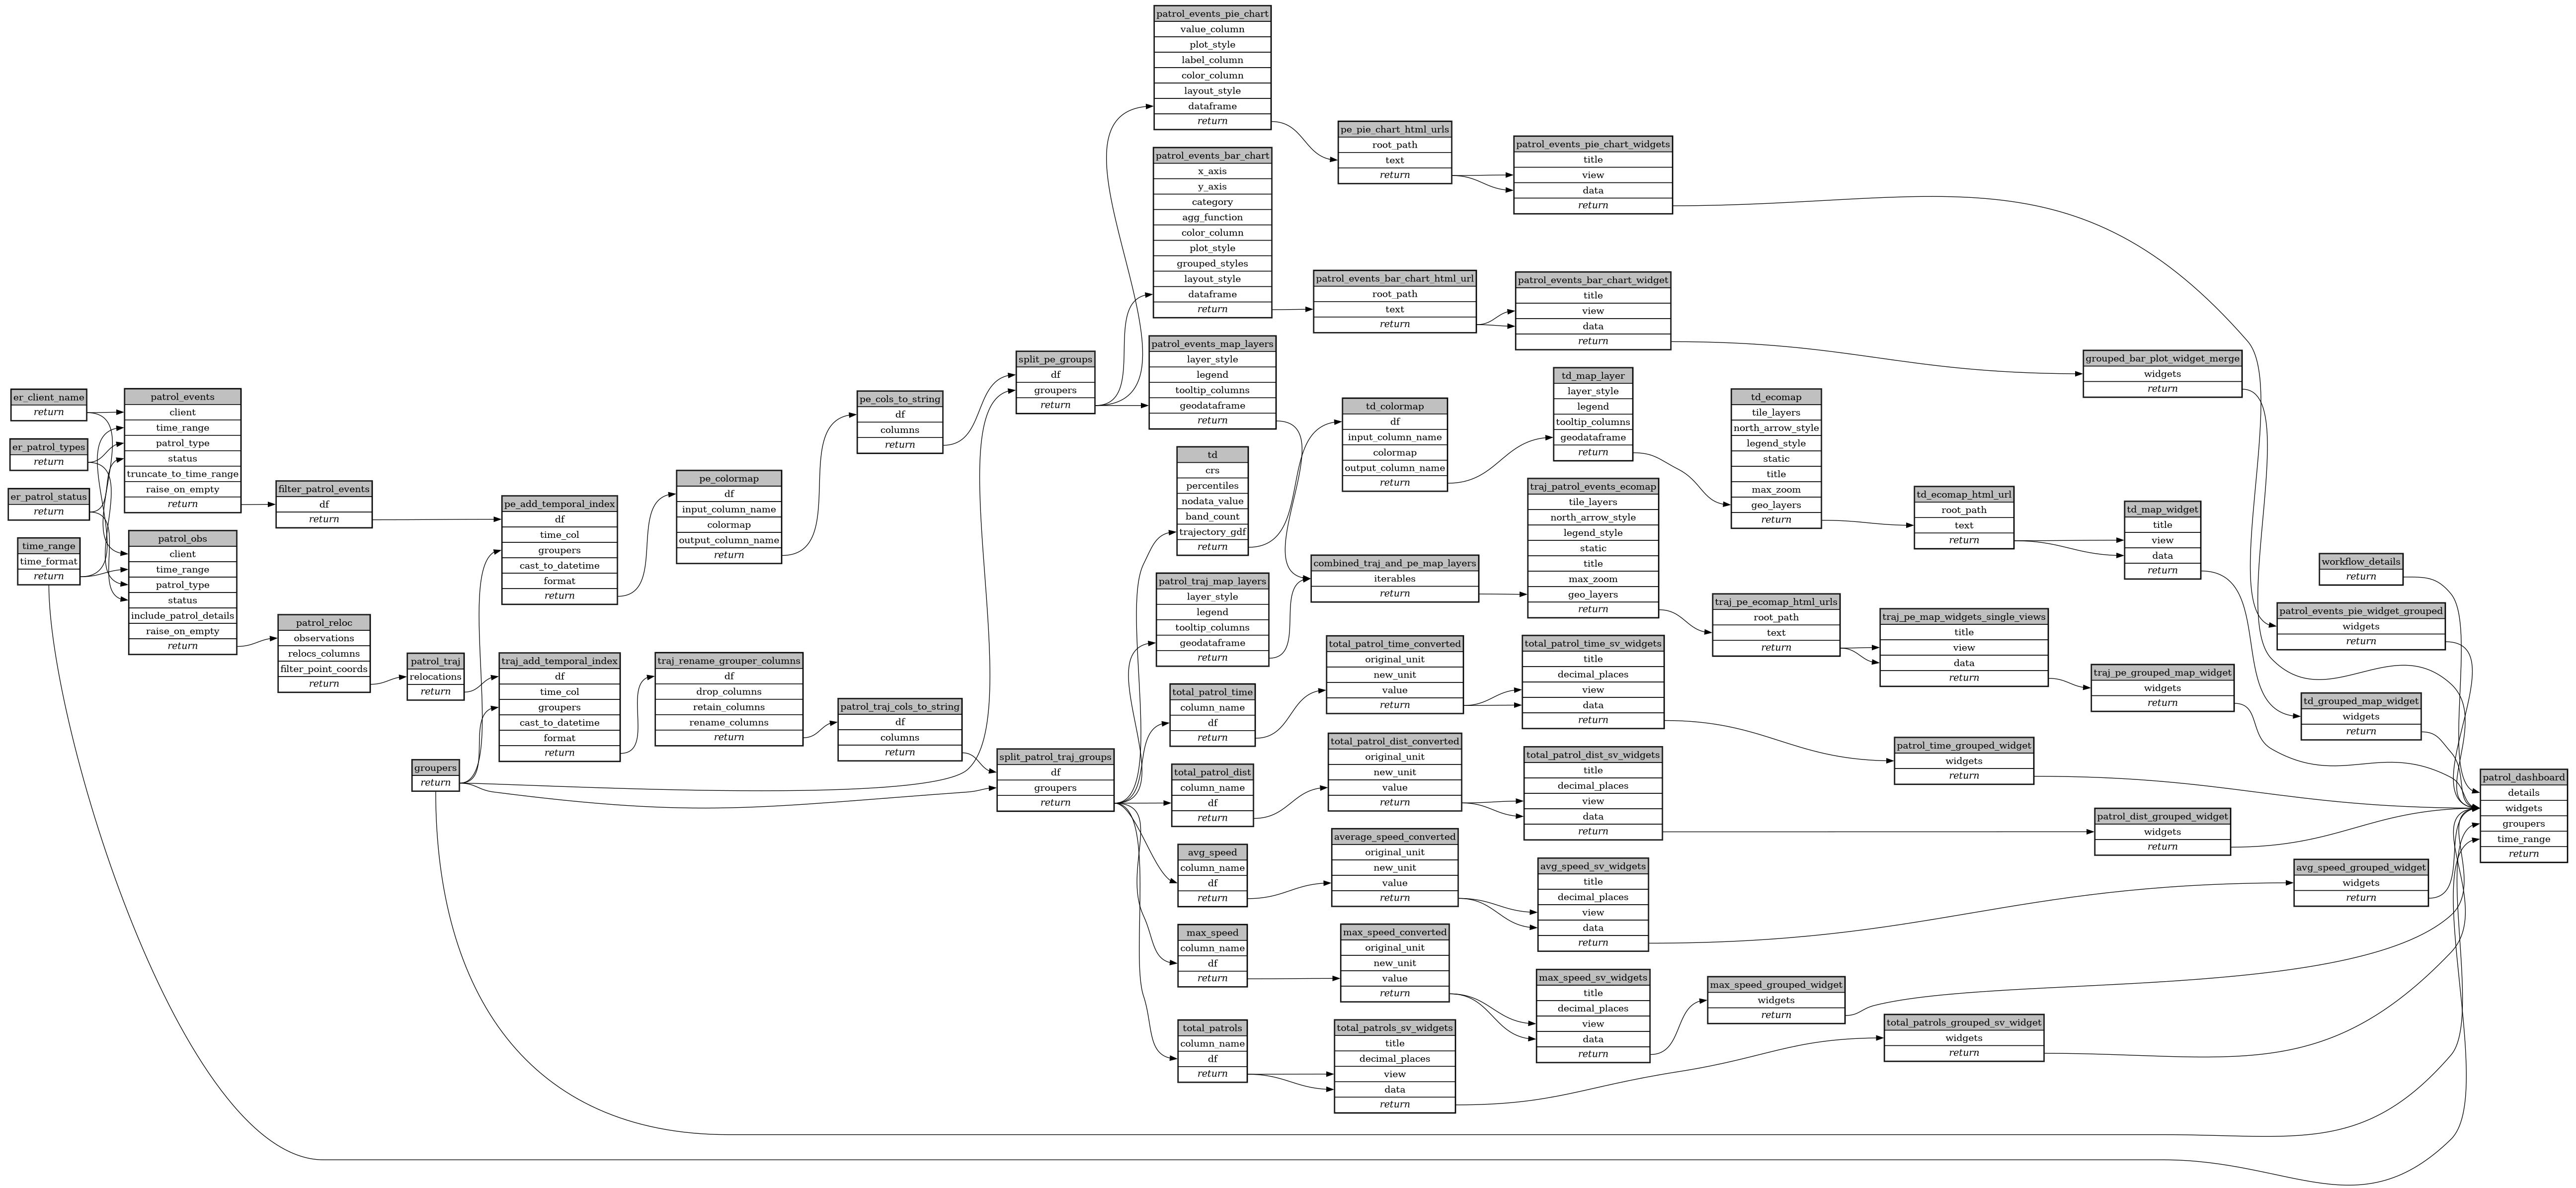 er_client_name
return
er_patrol_types
return
er_patrol_status
return
time_range
time_format
return
patrol_events
client
time_range
patrol_type
status
truncate_to_time_range
raise_on_empty
return
patrol_obs
client
time_range
patrol_type
status
include_patrol_details
raise_on_empty
return
filter_patrol_events
df
return
patrol_reloc
observations
relocs_columns
filter_point_coords
return
patrol_traj
relocations
return
groupers
return
pe_add_temporal_index
df
time_col
groupers
cast_to_datetime
format
return
traj_add_temporal_index
df
time_col
groupers
cast_to_datetime
format
return
pe_colormap
df
input_column_name
colormap
output_column_name
return
traj_rename_grouper_columns
df
drop_columns
retain_columns
rename_columns
return
pe_cols_to_string
df
columns
return
patrol_traj_cols_to_string
df
columns
return
split_pe_groups
df
groupers
return
split_patrol_traj_groups
df
groupers
return
patrol_events_pie_chart
value_column
plot_style
label_column
color_column
layout_style
dataframe
return
patrol_events_bar_chart
x_axis
y_axis
category
agg_function
color_column
plot_style
grouped_styles
layout_style
dataframe
return
patrol_events_map_layers
layer_style
legend
tooltip_columns
geodataframe
return
td
crs
percentiles
nodata_value
band_count
trajectory_gdf
return
patrol_traj_map_layers
layer_style
legend
tooltip_columns
geodataframe
return
total_patrol_time
column_name
df
return
total_patrol_dist
column_name
df
return
avg_speed
column_name
df
return
max_speed
column_name
df
return
total_patrols
column_name
df
return
pe_pie_chart_html_urls
root_path
text
return
patrol_events_bar_chart_html_url
root_path
text
return
td_colormap
df
input_column_name
colormap
output_column_name
return
combined_traj_and_pe_map_layers
iterables
return
total_patrol_time_converted
original_unit
new_unit
value
return
total_patrol_dist_converted
original_unit
new_unit
value
return
average_speed_converted
original_unit
new_unit
value
return
max_speed_converted
original_unit
new_unit
value
return
total_patrols_sv_widgets
title
decimal_places
view
data
return
patrol_events_pie_chart_widgets
title
view
data
return
patrol_events_bar_chart_widget
title
view
data
return
td_map_layer
layer_style
legend
tooltip_columns
geodataframe
return
traj_patrol_events_ecomap
tile_layers
north_arrow_style
legend_style
static
title
max_zoom
geo_layers
return
total_patrol_time_sv_widgets
title
decimal_places
view
data
return
total_patrol_dist_sv_widgets
title
decimal_places
view
data
return
avg_speed_sv_widgets
title
decimal_places
view
data
return
max_speed_sv_widgets
title
decimal_places
view
data
return
td_ecomap
tile_layers
north_arrow_style
legend_style
static
title
max_zoom
geo_layers
return
traj_pe_ecomap_html_urls
root_path
text
return
max_speed_grouped_widget
widgets
return
td_ecomap_html_url
root_path
text
return
traj_pe_map_widgets_single_views
title
view
data
return
patrol_time_grouped_widget
widgets
return
total_patrols_grouped_sv_widget
widgets
return
grouped_bar_plot_widget_merge
widgets
return
td_map_widget
title
view
data
return
traj_pe_grouped_map_widget
widgets
return
patrol_dist_grouped_widget
widgets
return
workflow_details
return
patrol_events_pie_widget_grouped
widgets
return
td_grouped_map_widget
widgets
return
avg_speed_grouped_widget
widgets
return
patrol_dashboard
details
widgets
groupers
time_range
return